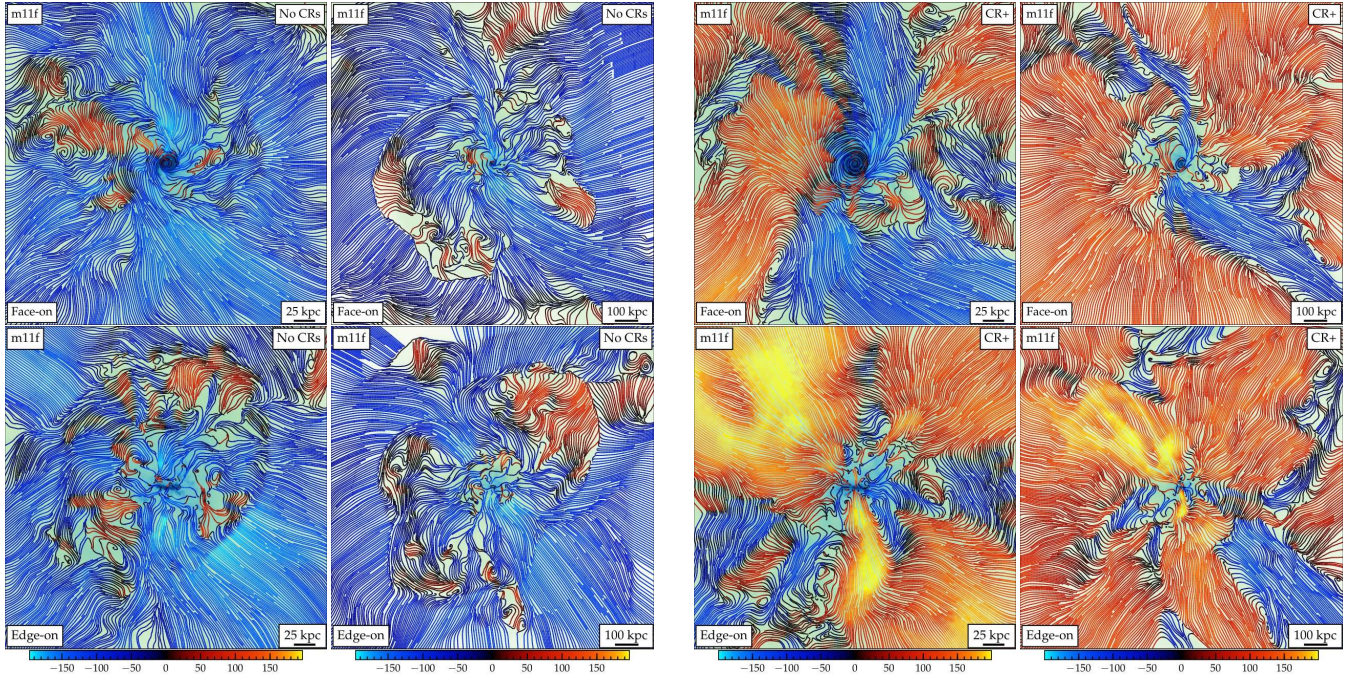 m11f No CRs m11f No CRs m11f CR+ m11f CR+
Face-on 25 kpc Face-on 100 kpc Face-on 25 kpc Face-on 100 kpc
m11f No CRs m11f No CRs m11f CR+ m11f CR+
Edge-on 25 kpc Edge-on 100 kpc Edge-on 25 kpc Edge-on 100 kpc
−150 −100 −50 0 50 100 150 −150 −100 −50 0 50 100 150 −150 −100 −50 0 50 100 150 −150 −100 −50 0 50 100 150